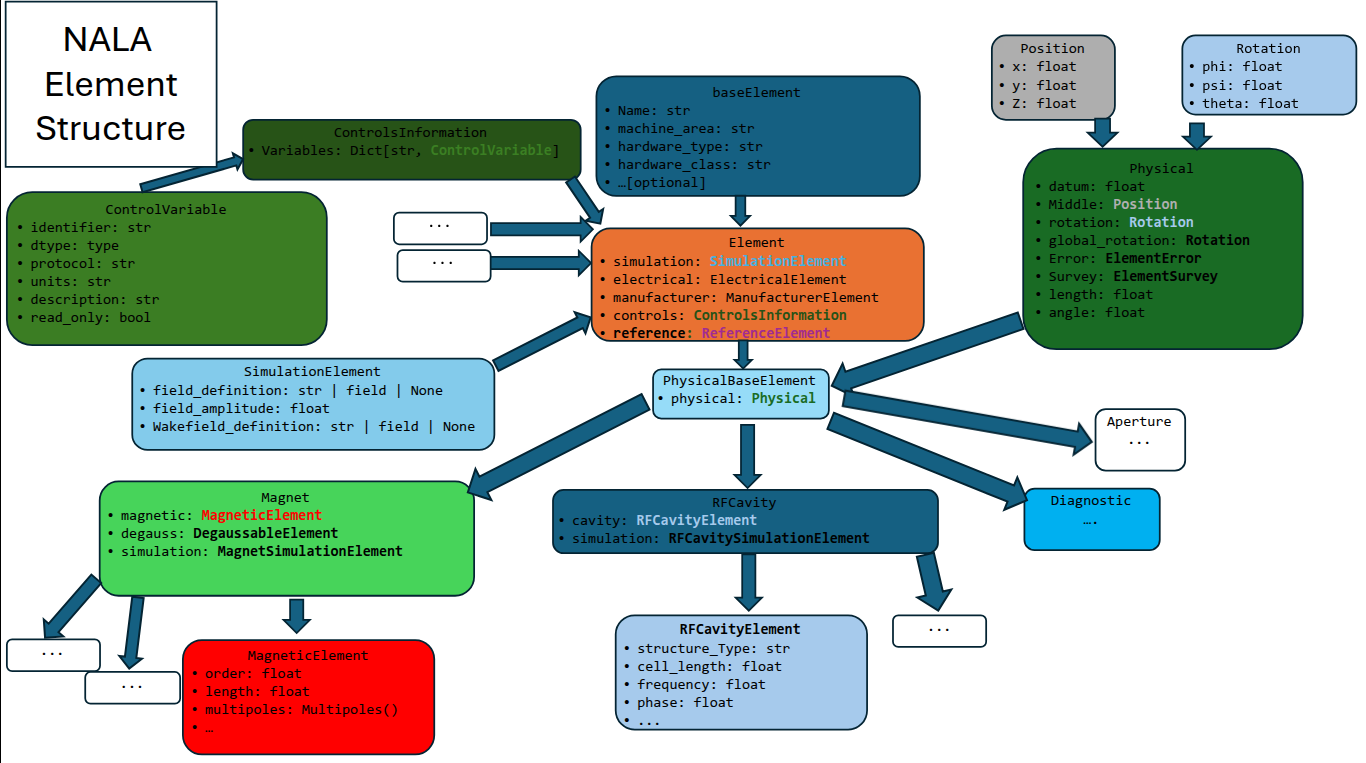 NALA
Element
Structure
Position
• x: float
• y: float
• Z: float
Rotation
• phi: float
• psi: float
• theta: float
baseElement
• Name: str
• machine_area: str
• hardware_type: str
• hardware_class: str
• …[optional]
ControlsInformation
• Variables: Dict[str, ControlVariable]
ControlVariable
• identifier: str
• dtype: type
• protocol: str
• units: str
• description: str
• read_only: bool
...
...
Element
• simulation: SimulationElement
• electrical: ElectricalElement
• manufacturer: ManufacturerElement
• controls: ControlsInformation
• reference: ReferenceElement
Physical
• datum: float
• Middle: Position
• rotation: Rotation
• global_rotation: Rotation
• Error: ElementError
• Survey: ElementSurvey
• length: float
• angle: float
SimulationElement
• field_definition: str | field | None
• field_amplitude: float
• Wakefield_definition: str | field | None
PhysicalBaseElement
• physical: Physical
Aperture
...
Magnet
• magnetic: MagneticElement
• degauss: DegaussableElement
• simulation: MagnetSimulationElement
RFCavity
• cavity: RFCavityElement
• simulation: RFCavitySimulationElement
Diagnostic
….
...
...
MagneticElement
• order: float
• length: float
• multipoles: Multipoles()
• …
RFCavityElement
• structure_Type: str
• cell_length: float
• frequency: float
• phase: float
• ...
...